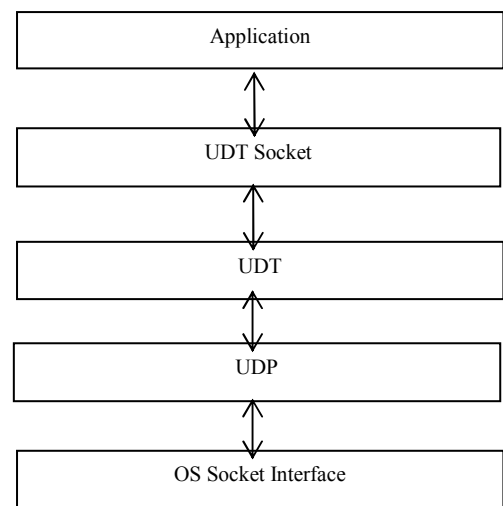 Application
UDT Socket
UDT
UDP
OS Socket Interface